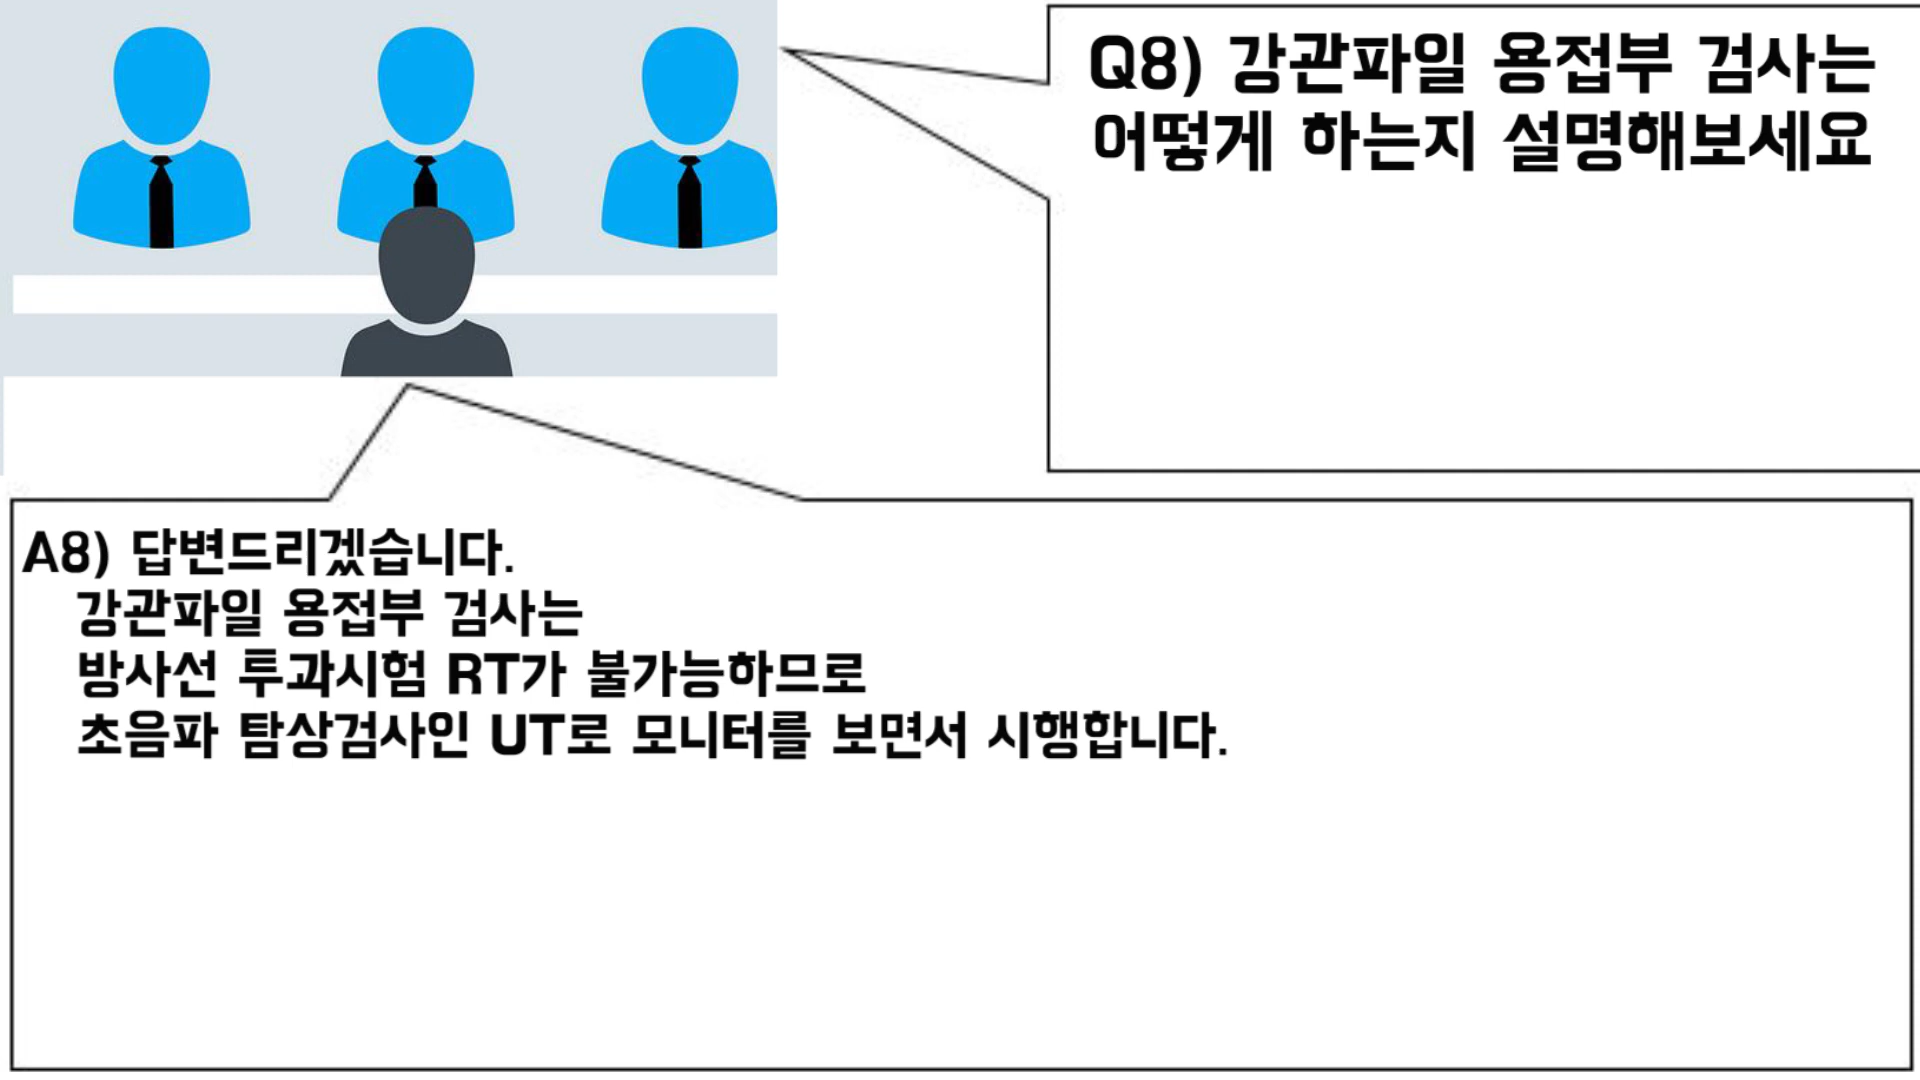 Q8) 강관파일 용접부 검사는
어떻게 하는지 설명해보세요
A8) 답변드리겠습니다.
강관파일 용접부 검사는
방사선 투과시험 RT가 불가능하므로
초음파 탐상검사인 UT로 모니터를 보면서 시행합니다.